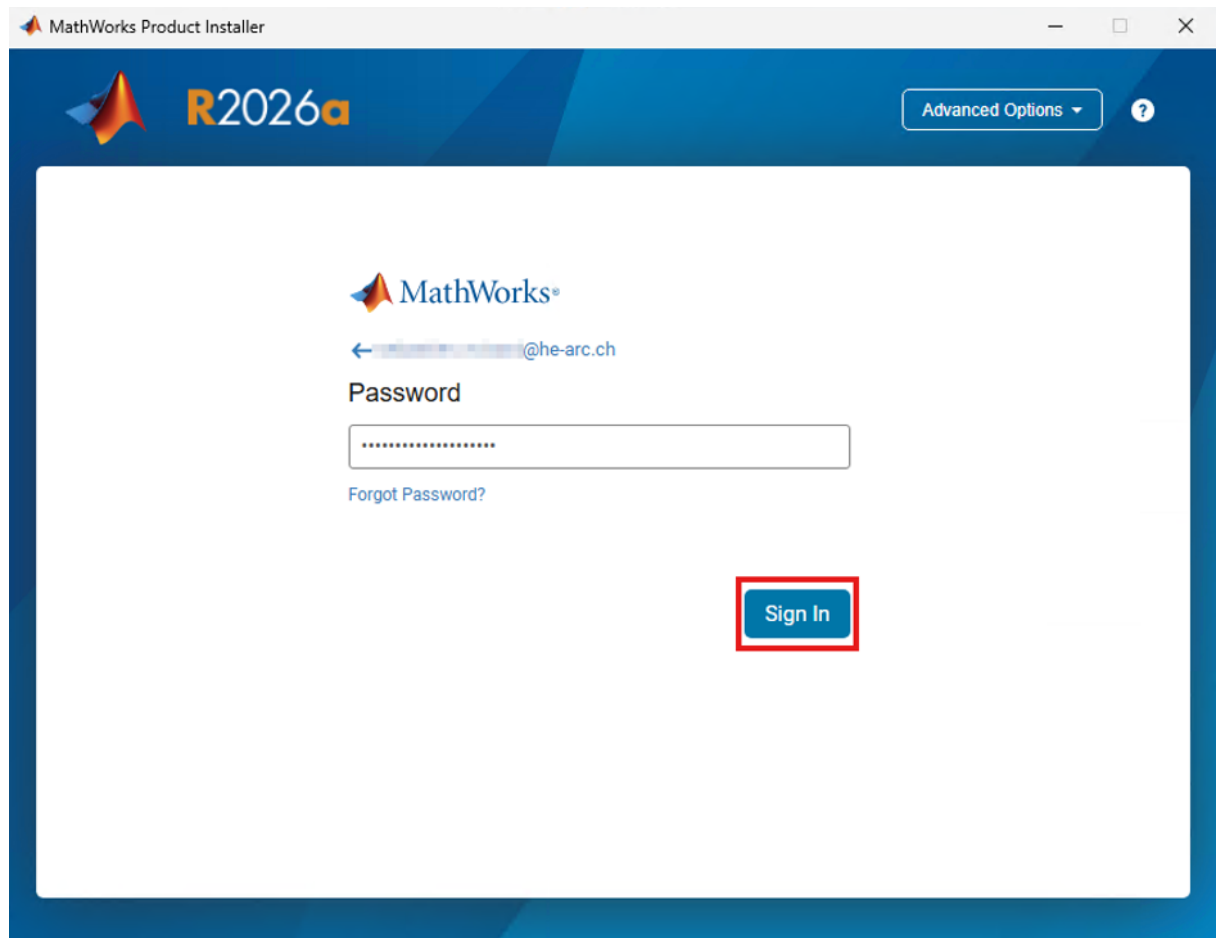 MathWorks Product Installer
R2026a
Advanced Options
?
MathWorks®
@he-arc.ch
Password
Forgot Password?
Sign In